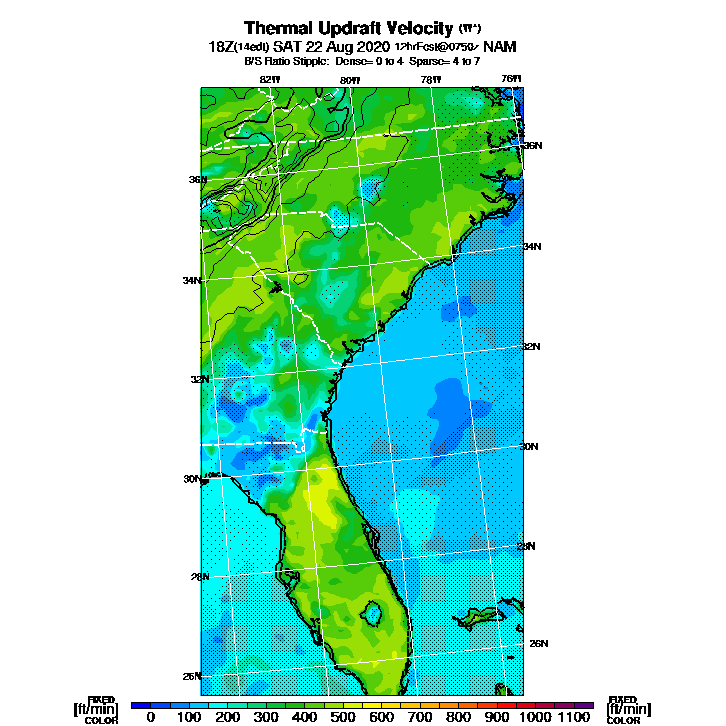 Thermal Updraft Velocity
18Z(14edt) SAT 22 Aug 2020 12hrFcst@0750z NAM
B/S Ratio Stipple: Dense= 0 to 4 Sparse= 4 to 7
82W 80W 78W 76W
36N 36N
34N 34N
32N 32N
30N 30N
28N 28N
26N 26N
FIXED FIXED
[ft/min] 0 100 200 300 400 500 600 700 800 900 1000 1100 [ft/min]
COLOR COLOR